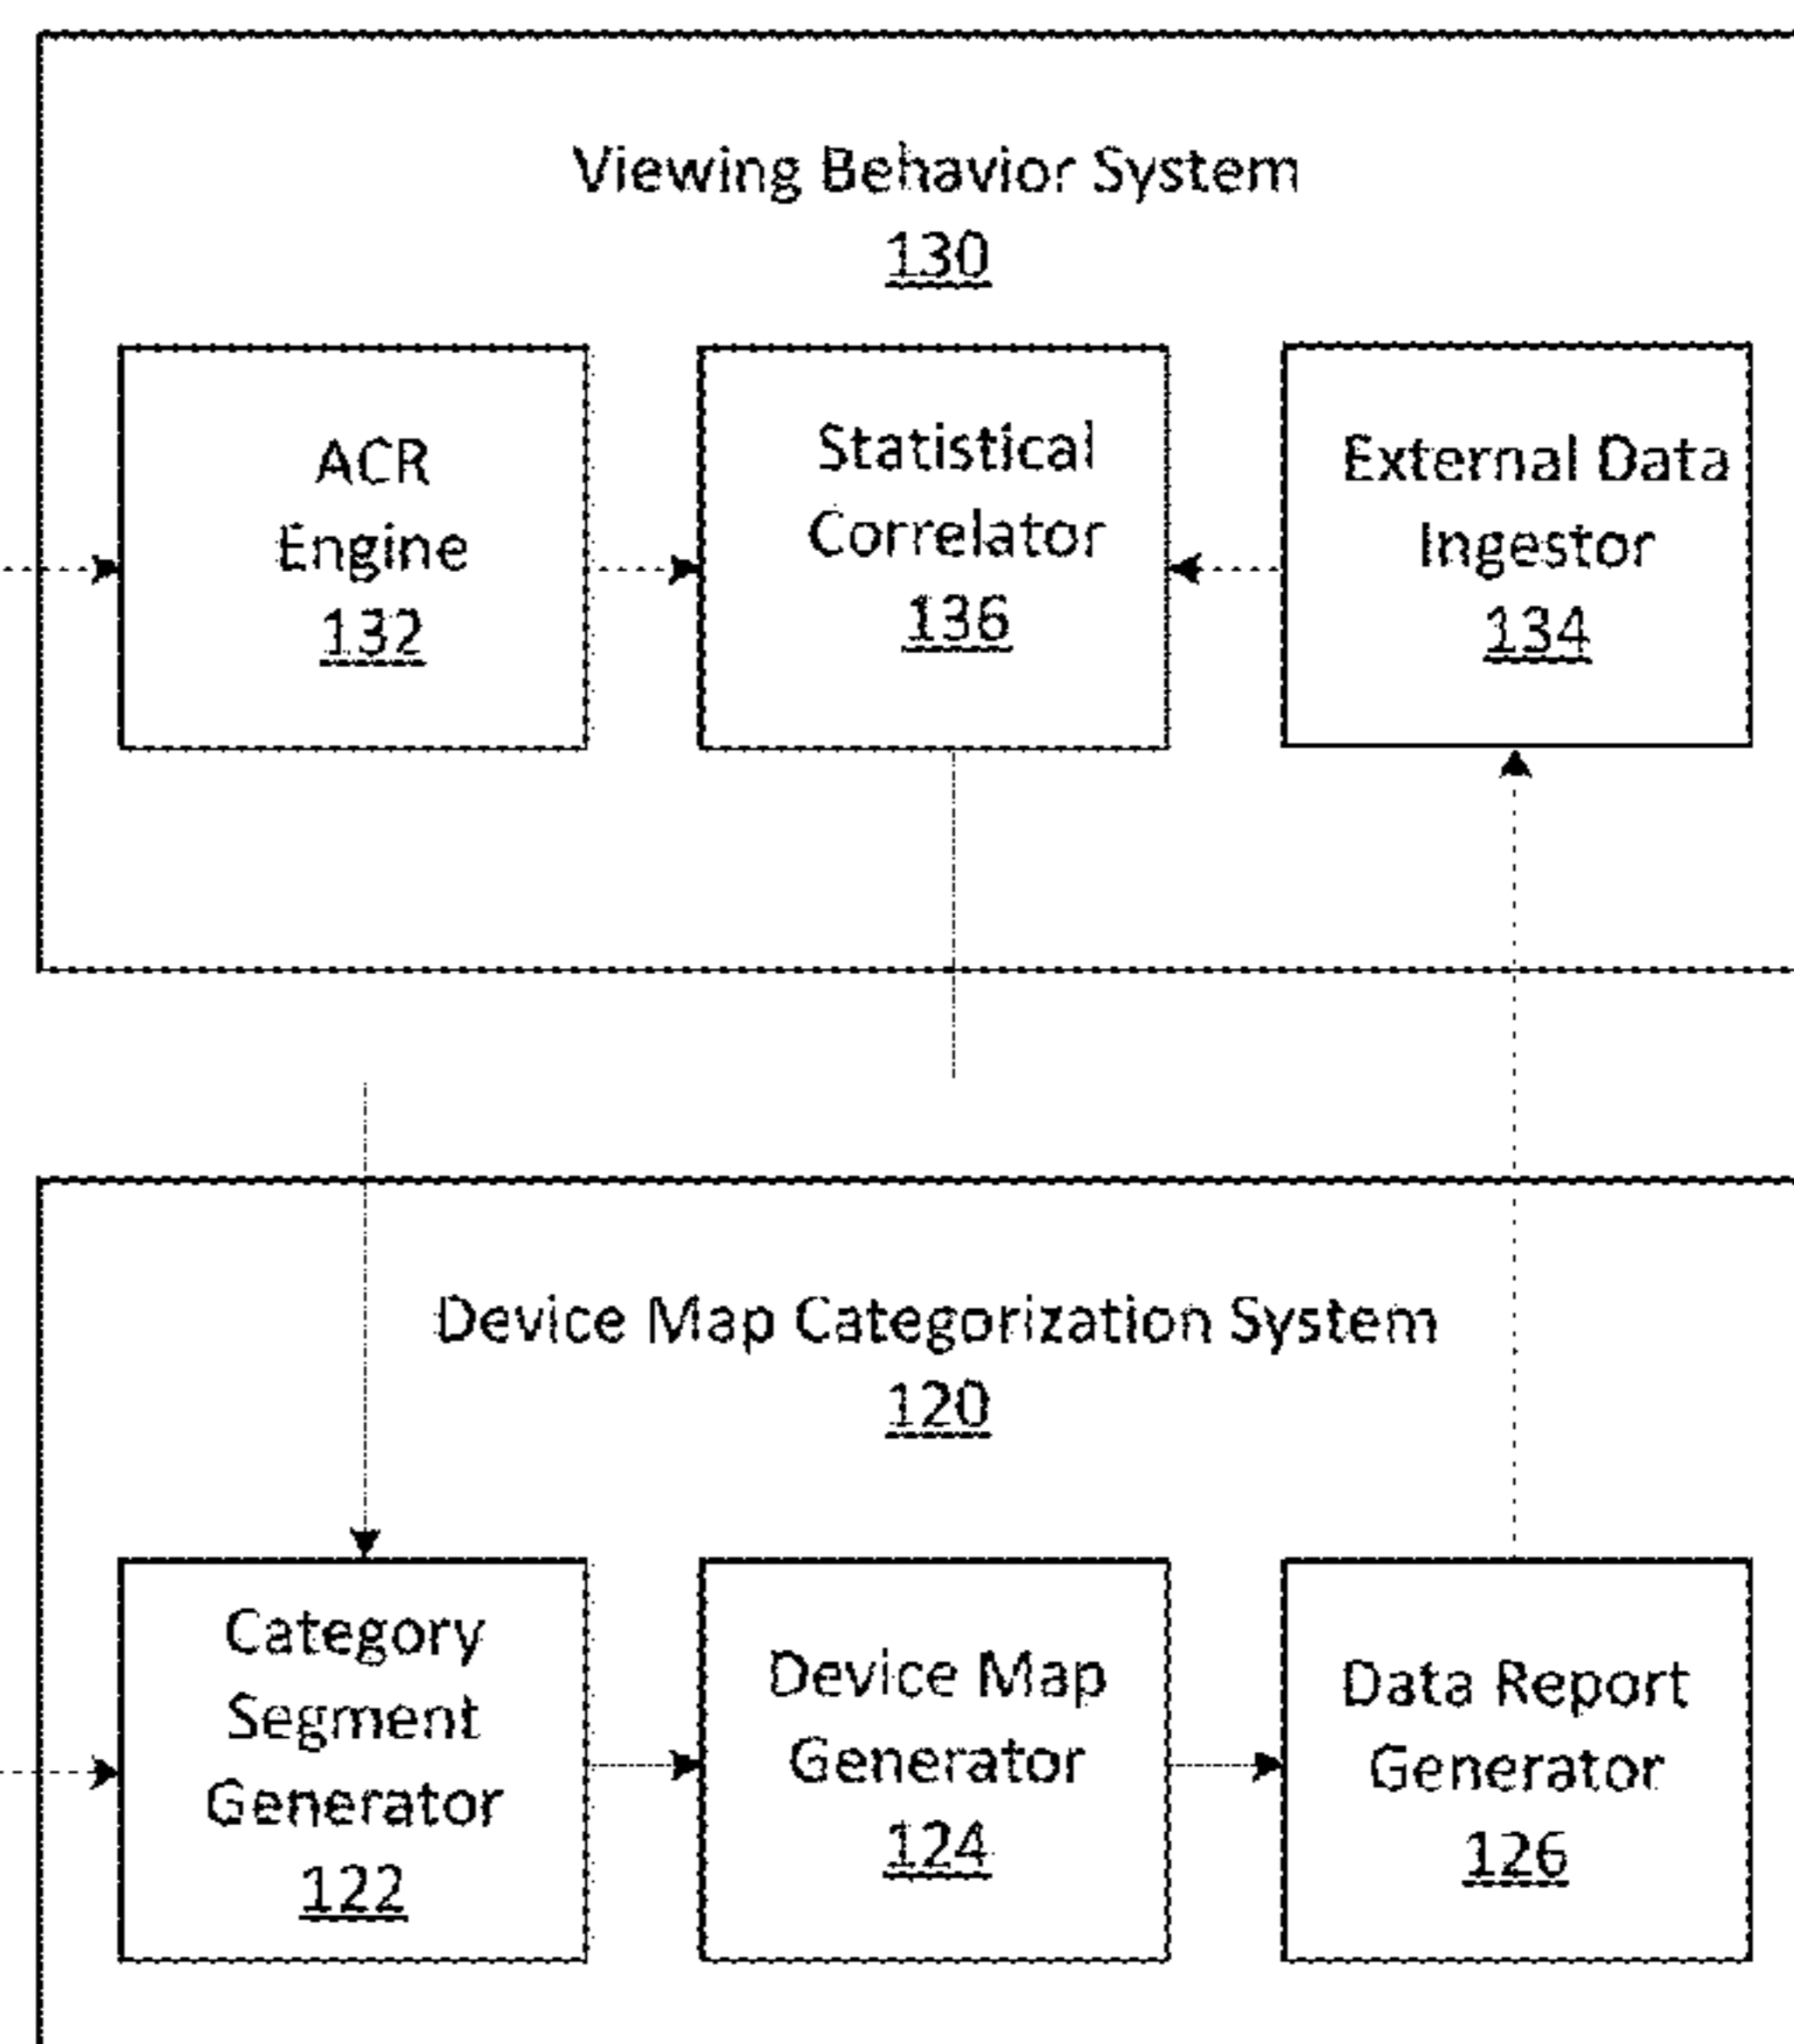 Viewing Behavior System
130
ACR
Engine
132
Statistical
Correlator
136
External Data
Ingestor
134
Device Map Categorization System
120
Category
Segment
Generator
122
Device Map
Generator
124
Data Report
Generator
126